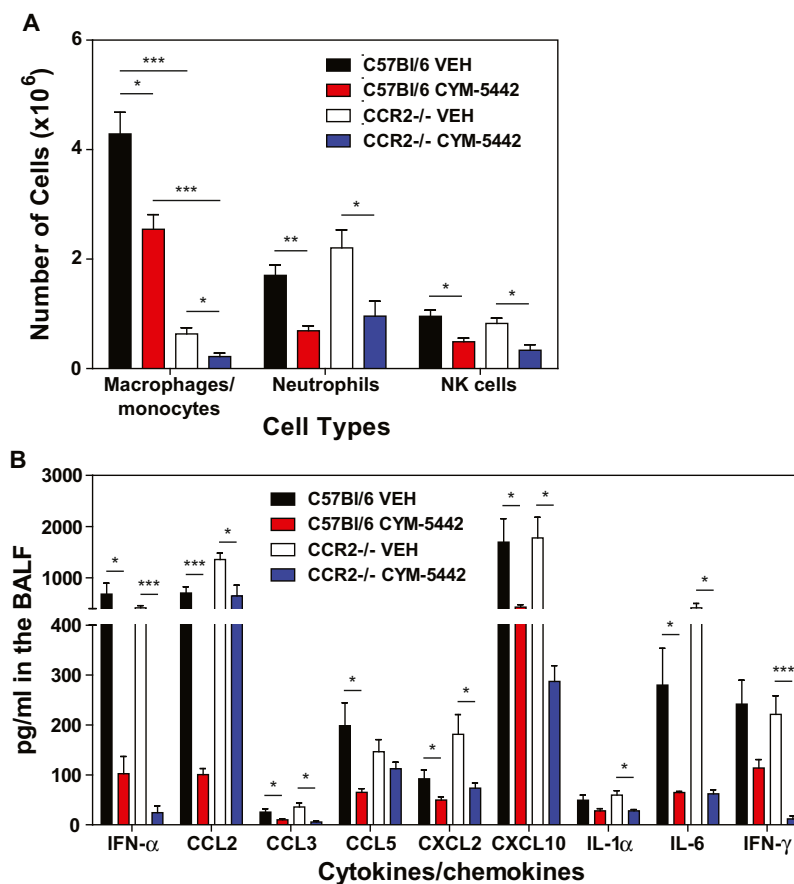 A
6
4
2
0
Number of Cells (x10⁶)
***
*
***
*
**
*
*
*
C57Bl/6 VEH
C57Bl/6 CYM-5442
CCR2-/- VEH
CCR2-/- CYM-5442
Macrophages/
monocytes
Neutrophils
NK cells
Cell Types
B
3000
2000
1000
400
300
200
100
0
pg/ml in the BALF
C57Bl/6 VEH
C57Bl/6 CYM-5442
CCR2-/- VEH
CCR2-/- CYM-5442
*
***
***
*
*
*
*
*
*
*
*
*
*
*
***
IFN-α CCL2 CCL3 CCL5 CXCL2 CXCL10 IL-1α IL-6 IFN-γ
Cytokines/chemokines